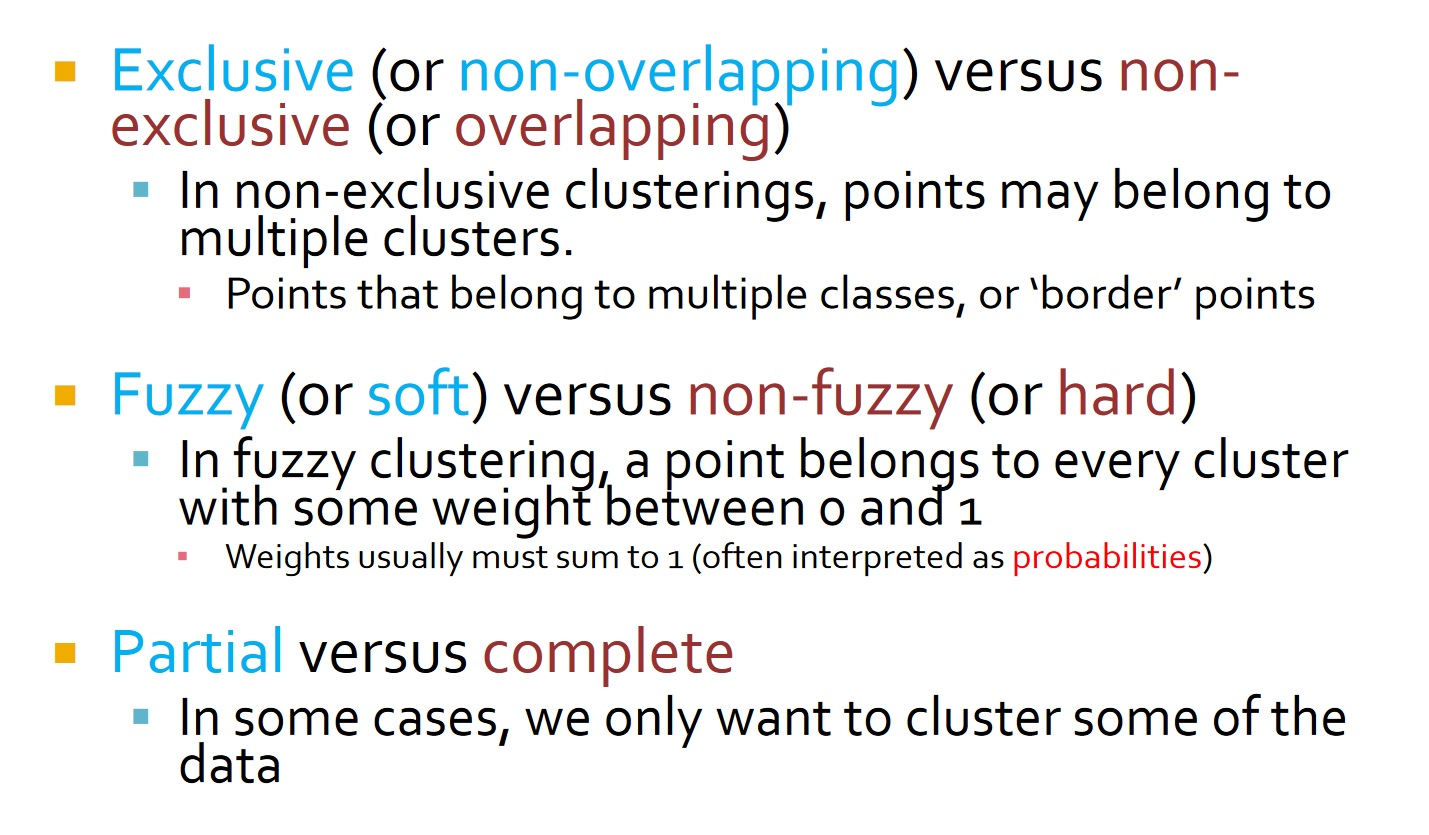 Exclusive (or non-overlapping) versus non-
exclusive (or overlapping)
In non-exclusive clusterings, points may belong to
multiple clusters.
Points that belong to multiple classes, or ‘border’ points
Fuzzy (or soft) versus non-fuzzy (or hard)
In fuzzy clustering, a point belongs to every cluster
with some weight between 0 and 1
Weights usually must sum to 1 (often interpreted as probabilities)
Partial versus complete
In some cases, we only want to cluster some of the
data